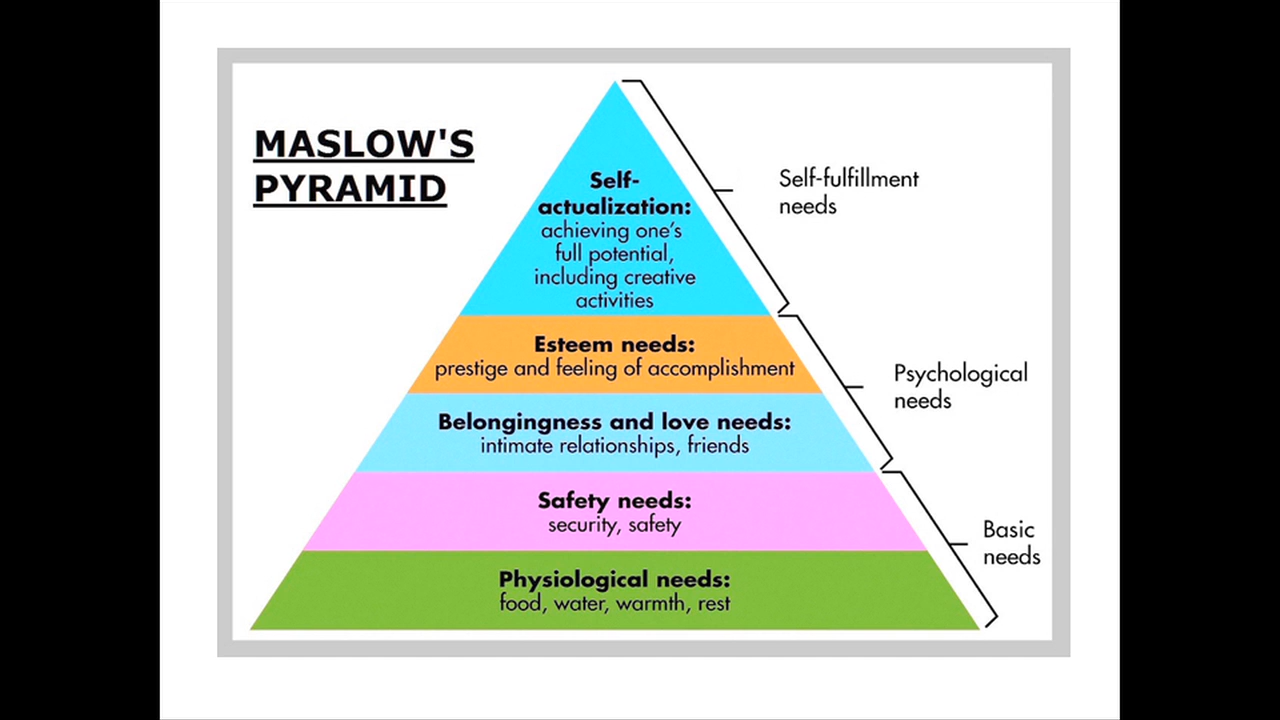 MASLOW'S
PYRAMID
Self-
actualization:
achieving one's
full potential,
including creative
activities
Self-fulfillment
needs
Esteem needs:
prestige and feeling of accomplishment
Psychological
needs
Belongingness and love needs:
intimate relationships, friends
Safety needs:
security, safety
Basic
needs
Physiological needs:
food, water, warmth, rest